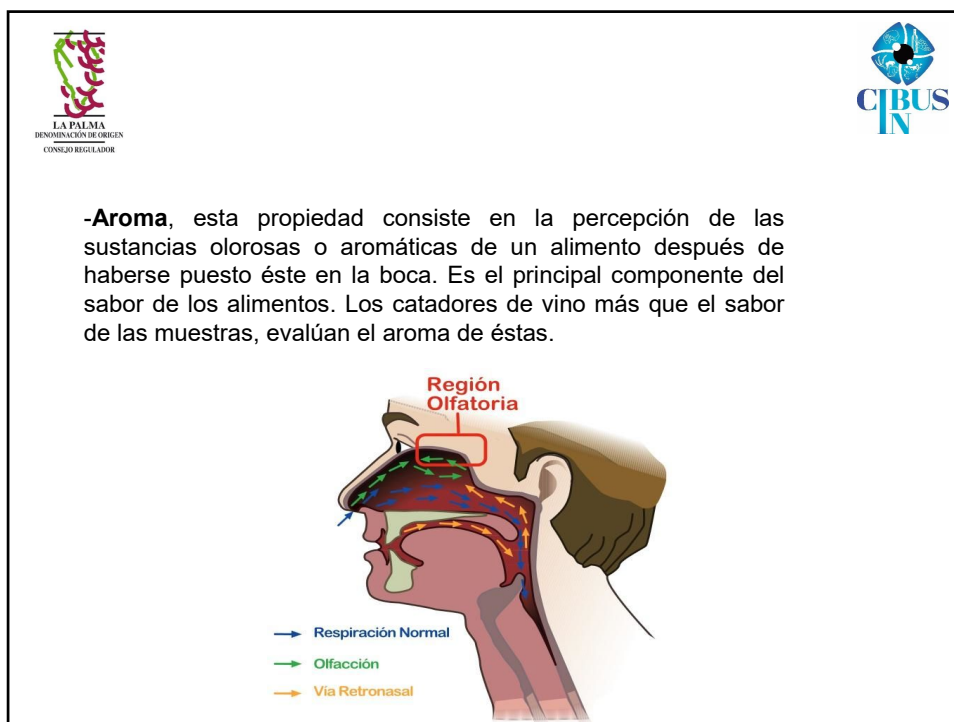 LA PALMA
DENOMINACIÓN DE ORIGEN
CONSEJO REGULADOR
CIBUS
IN
-Aroma, esta propiedad consiste en la percepción de las
sustancias olorosas o aromáticas de un alimento después de
haberse puesto éste en la boca. Es el principal componente del
sabor de los alimentos. Los catadores de vino más que el sabor
de las muestras, evalúan el aroma de éstas.
Región
Olfatoria
Respiración Normal
Olfacción
Vía Retronasal